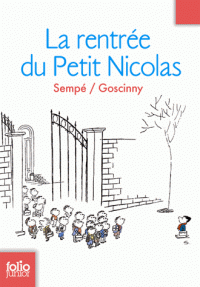 La rentrée
du Petit Nicolas
Sempé / Goscinny
folio
junior